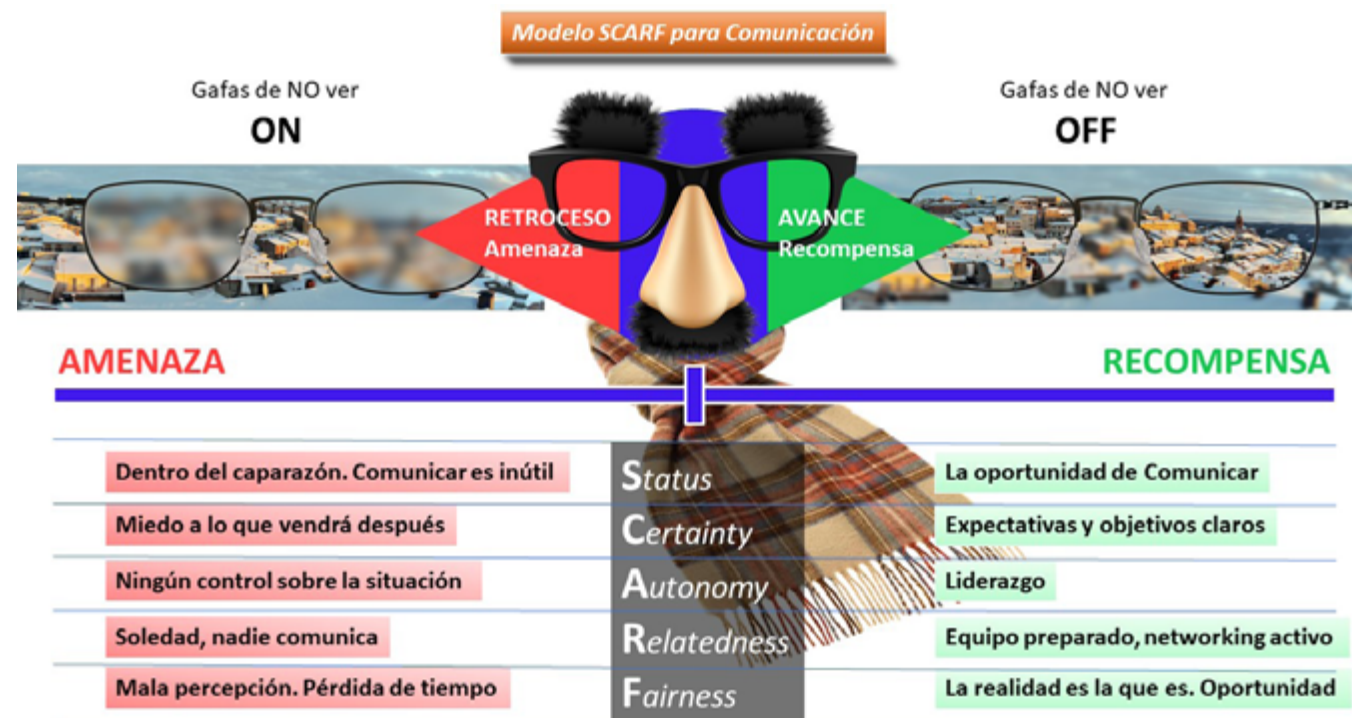 Modelo SCARF para Comunicación
Gafas de NO ver
ON
Gafas de NO ver
OFF
RETROCESO
Amenaza
AVANCE
Recompensa
AMENAZA
RECOMPENSA
Dentro del caparazón. Comunicar es inútil
Status
La oportunidad de Comunicar
Miedo a lo que vendrá después
Certainty
Expectativas y objetivos claros
Ningún control sobre la situación
Autonomy
Liderazgo
Soledad, nadie comunica
Relatedness
Equipo preparado, networking activo
Mala percepción. Pérdida de tiempo
Fairness
La realidad es la que es. Oportunidad